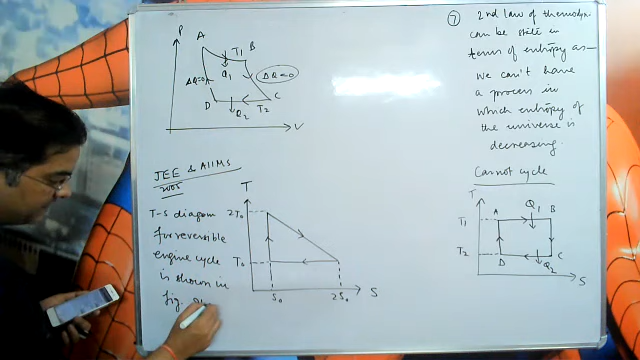 P
A
T₁
B
Q₁
ΔQ=0
ΔQ=0
D
C
Q₂
T₂
V
⑦ 2nd law of thermodyn.
can be state in
terms of entropy as—
we can't have
a process in
which entropy of
the universe is
decreasing.
Cannot cycle
T
Q₁
T₁
A
B
T₂
D
C
Q₂
S
JEE & AIIMS
2005
T-S diagram
for reversible
engine cycle
is shown in
fig.
T
2T₀
T₀
S₀
2S₀
S